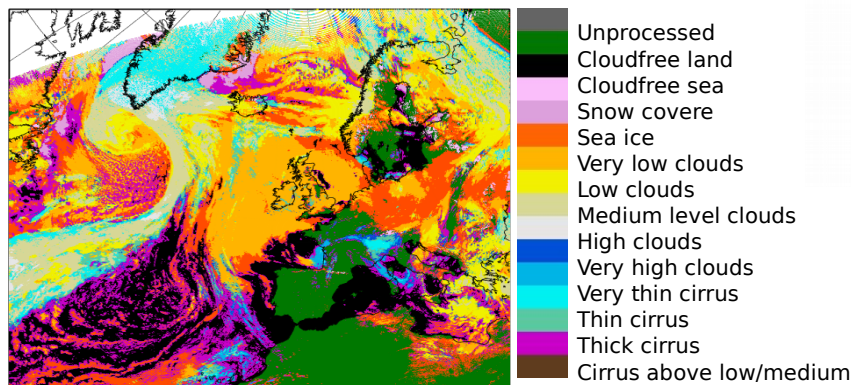 Unprocessed
Cloudfree land
Cloudfree sea
Snow covere
Sea ice
Very low clouds
Low clouds
Medium level clouds
High clouds
Very high clouds
Very thin cirrus
Thin cirrus
Thick cirrus
Cirrus above low/medium